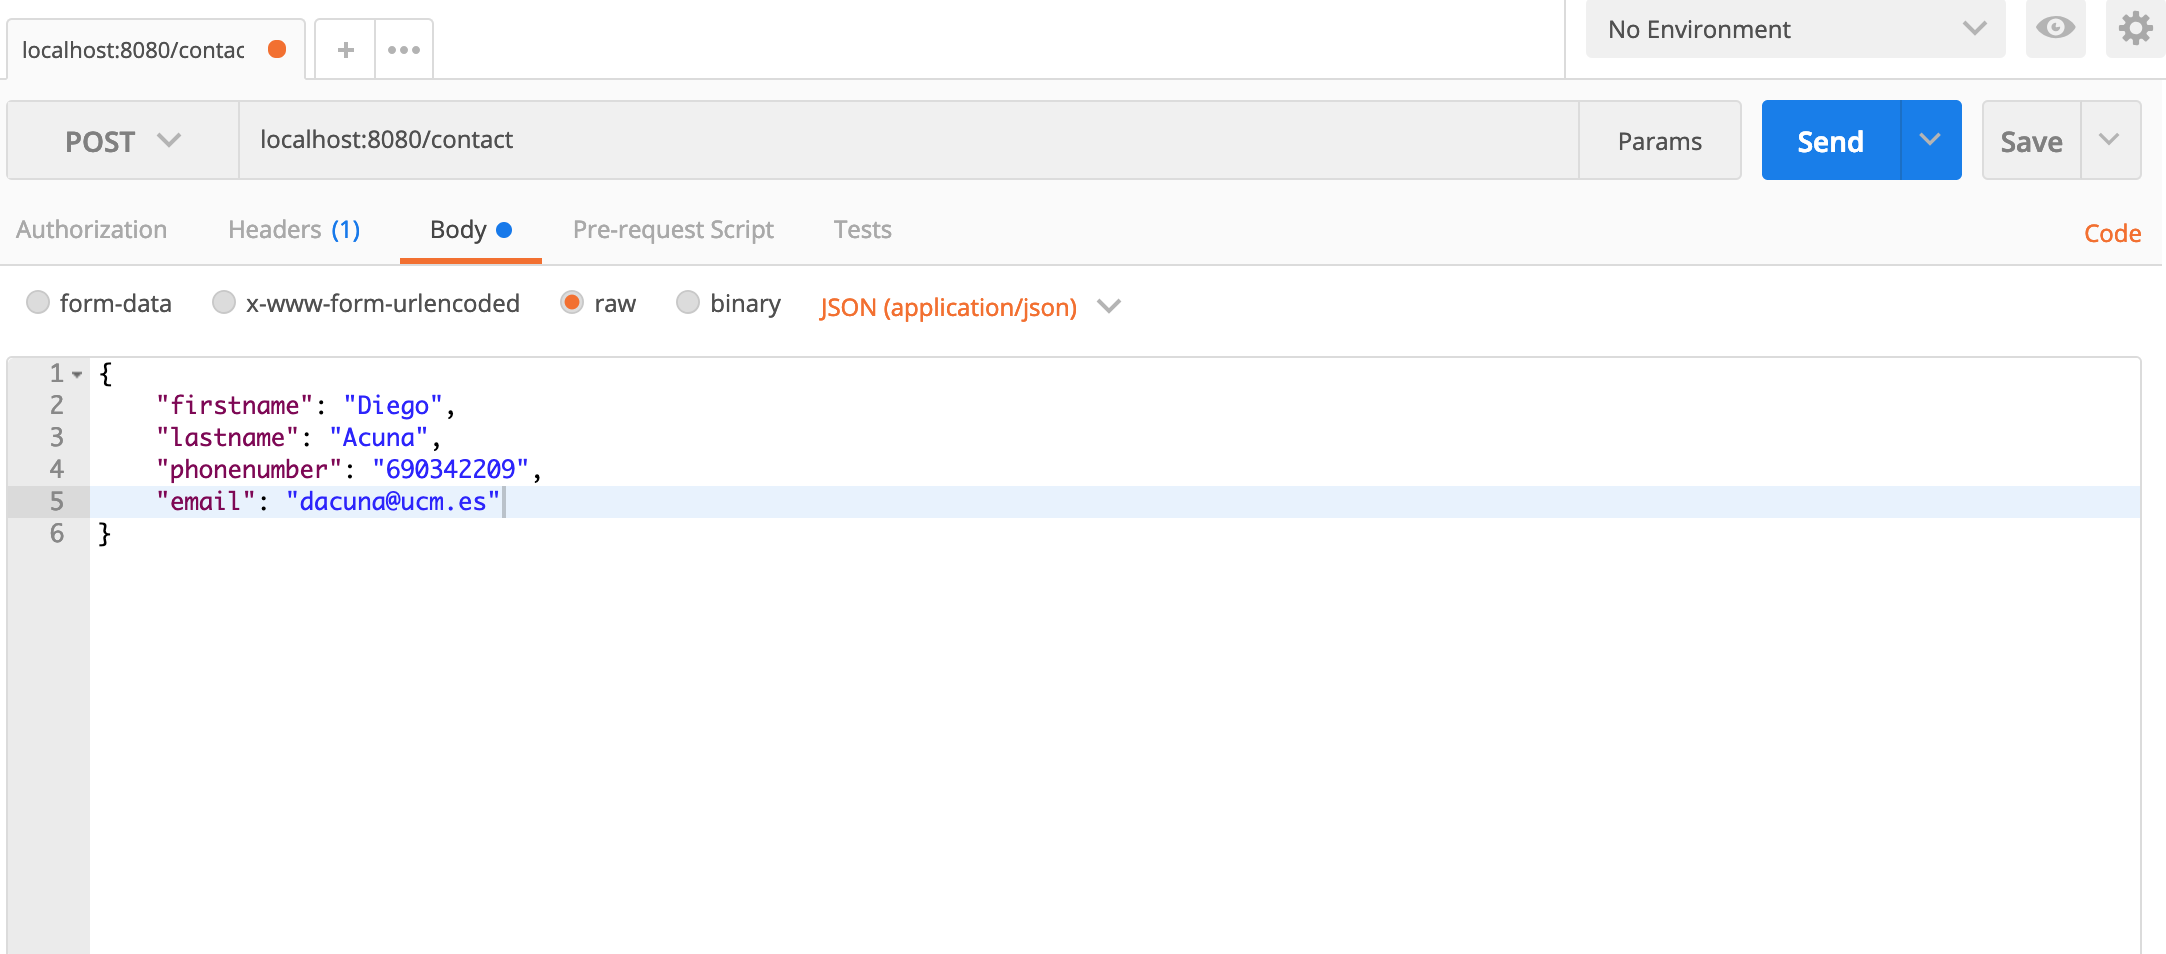 localhost:8080/contac
+
No Environment
POST
localhost:8080/contact
Params
Send
Save
Authorization
Headers (1)
Body
Pre-request Script
Tests
Code
form-data
x-www-form-urlencoded
raw
binary
JSON (application/json)
1 {
2 "firstname": "Diego",
3 "lastname": "Acuna",
4 "phonenumber": "690342209",
5 "email": "dacuna@ucm.es"
6 }